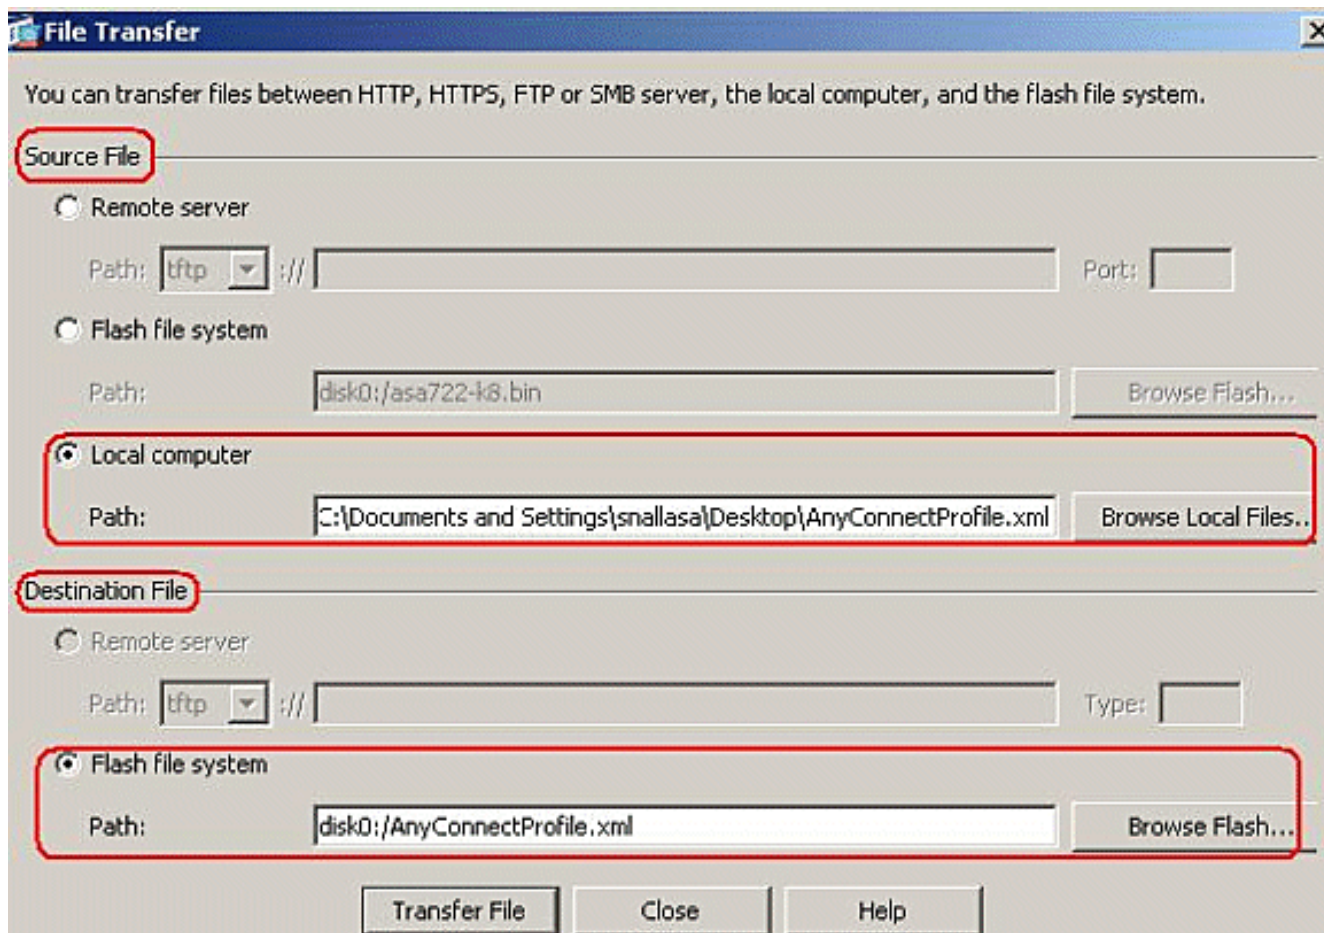 File Transfer
You can transfer files between HTTP, HTTPS, FTP or SMB server, the local computer, and the flash file system.
Source File
Remote server
Path: tftp :// Port:
Flash file system
Path: disk0:/asa722-k8.bin Browse Flash...
Local computer
Path: C:\Documents and Settings\snallasa\Desktop\AnyConnectProfile.xml Browse Local Files..
Destination File
Remote server
Path: tftp :// Type:
Flash file system
Path: disk0:/AnyConnectProfile.xml Browse Flash...
Transfer File Close Help